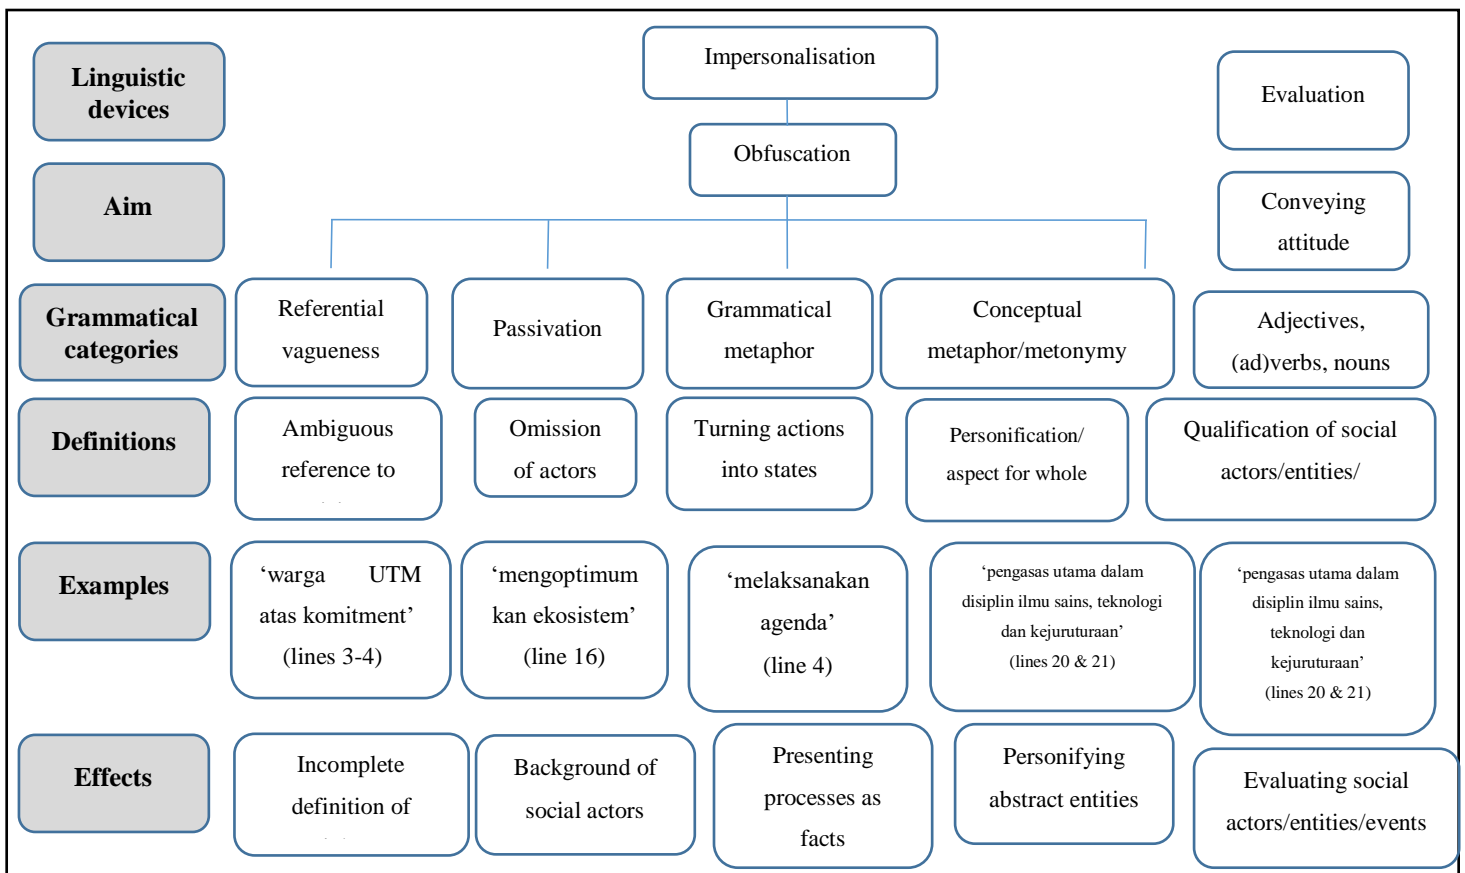 Linguistic
devices
Impersonalisation
Evaluation
Obfuscation
Aim
Conveying
attitude
Grammatical
categories
Referential
vagueness
Passivation
Grammatical
metaphor
Conceptual
metaphor/metonymy
Adjectives,
(ad)verbs, nouns
Definitions
Ambiguous
reference to
Omission
of actors
Turning actions
into states
Personification/
aspect for whole
Qualification of social
actors/entities/
Examples
‘warga UTM
atas komitment’
(lines 3-4)
‘mengoptimum
kan ekosistem’
(line 16)
‘melaksanakan
agenda’
(line 4)
‘pengasas utama dalam
disiplin ilmu sains, teknologi
dan kejuruturaan’
(lines 20 & 21)
‘pengasas utama dalam
disiplin ilmu sains,
teknologi dan
kejuruturaan’
(lines 20 & 21)
Effects
Incomplete
definition of
Background of
social actors
Presenting
processes as
facts
Personifying
abstract entities
Evaluating social
actors/entities/events